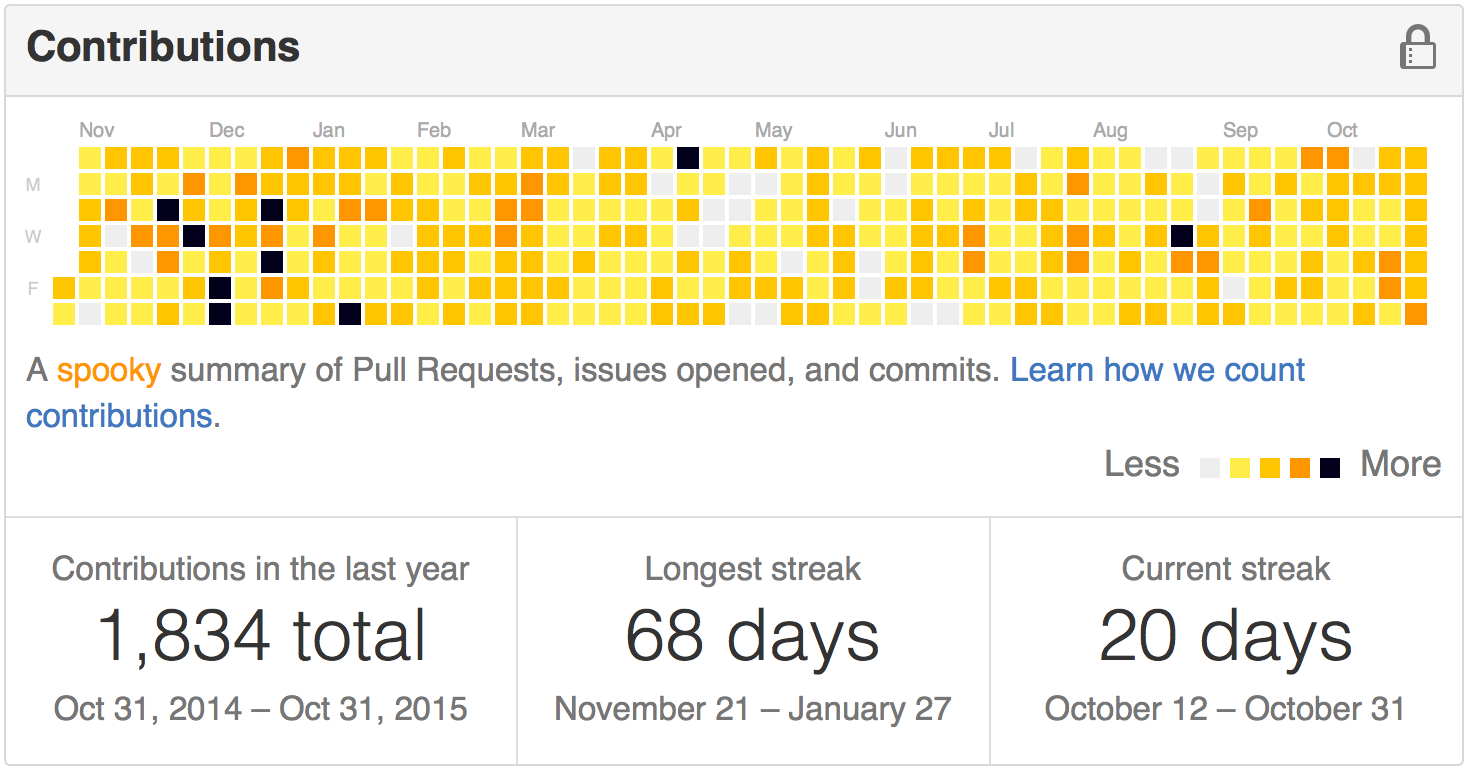 Contributions
Nov Dec Jan Feb Mar Apr May Jun Jul Aug Sep Oct
M
W
F
A spooky summary of Pull Requests, issues opened, and commits. Learn how we count
contributions.
Less More
Contributions in the last year
1,834 total
Oct 31, 2014 – Oct 31, 2015
Longest streak
68 days
November 21 – January 27
Current streak
20 days
October 12 – October 31